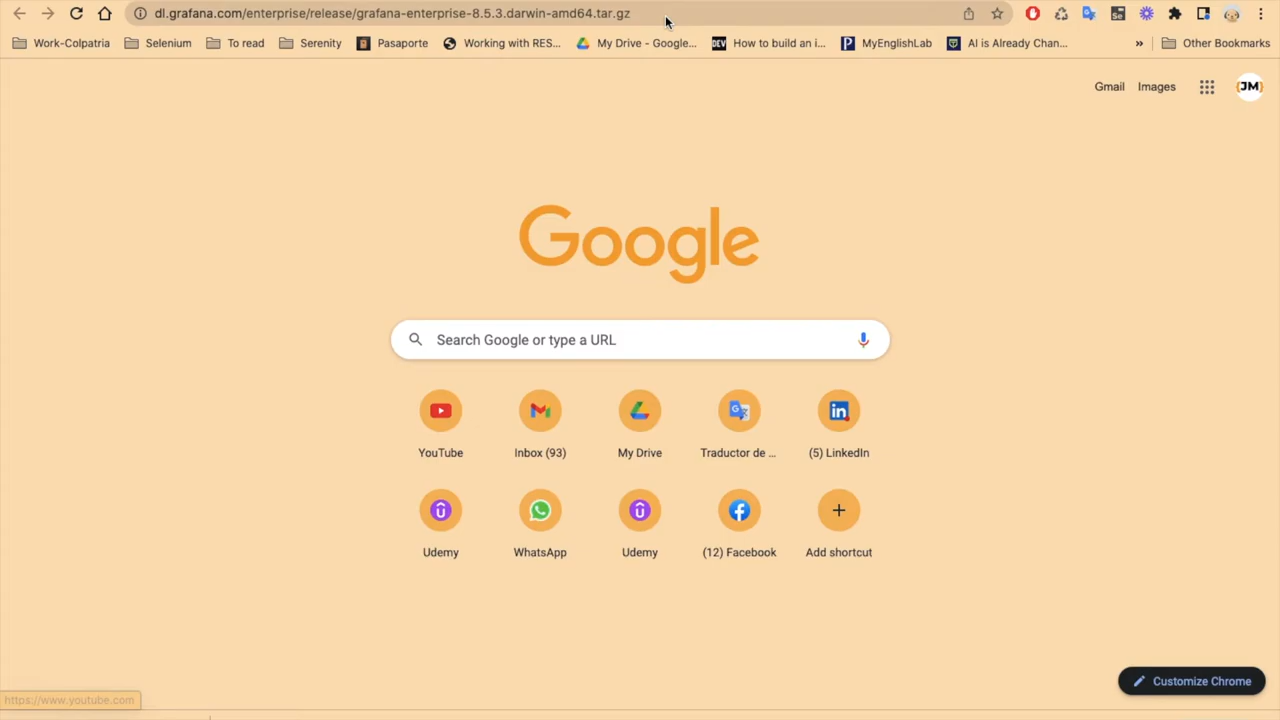 dl.grafana.com/enterprise/release/grafana-enterprise-8.5.3.darwin-amd64.tar.gz
Work-Colpatria Selenium To read Serenity Pasaporte Working with RES... My Drive - Google... DEV How to build an i... MyEnglishLab AI is Already Chan... » Other Bookmarks
Gmail Images JM
Google
Search Google or type a URL
YouTube Inbox (93) My Drive Traductor de ... (5) LinkedIn
Udemy WhatsApp Udemy (12) Facebook Add shortcut
Customize Chrome
https://www.youtube.com